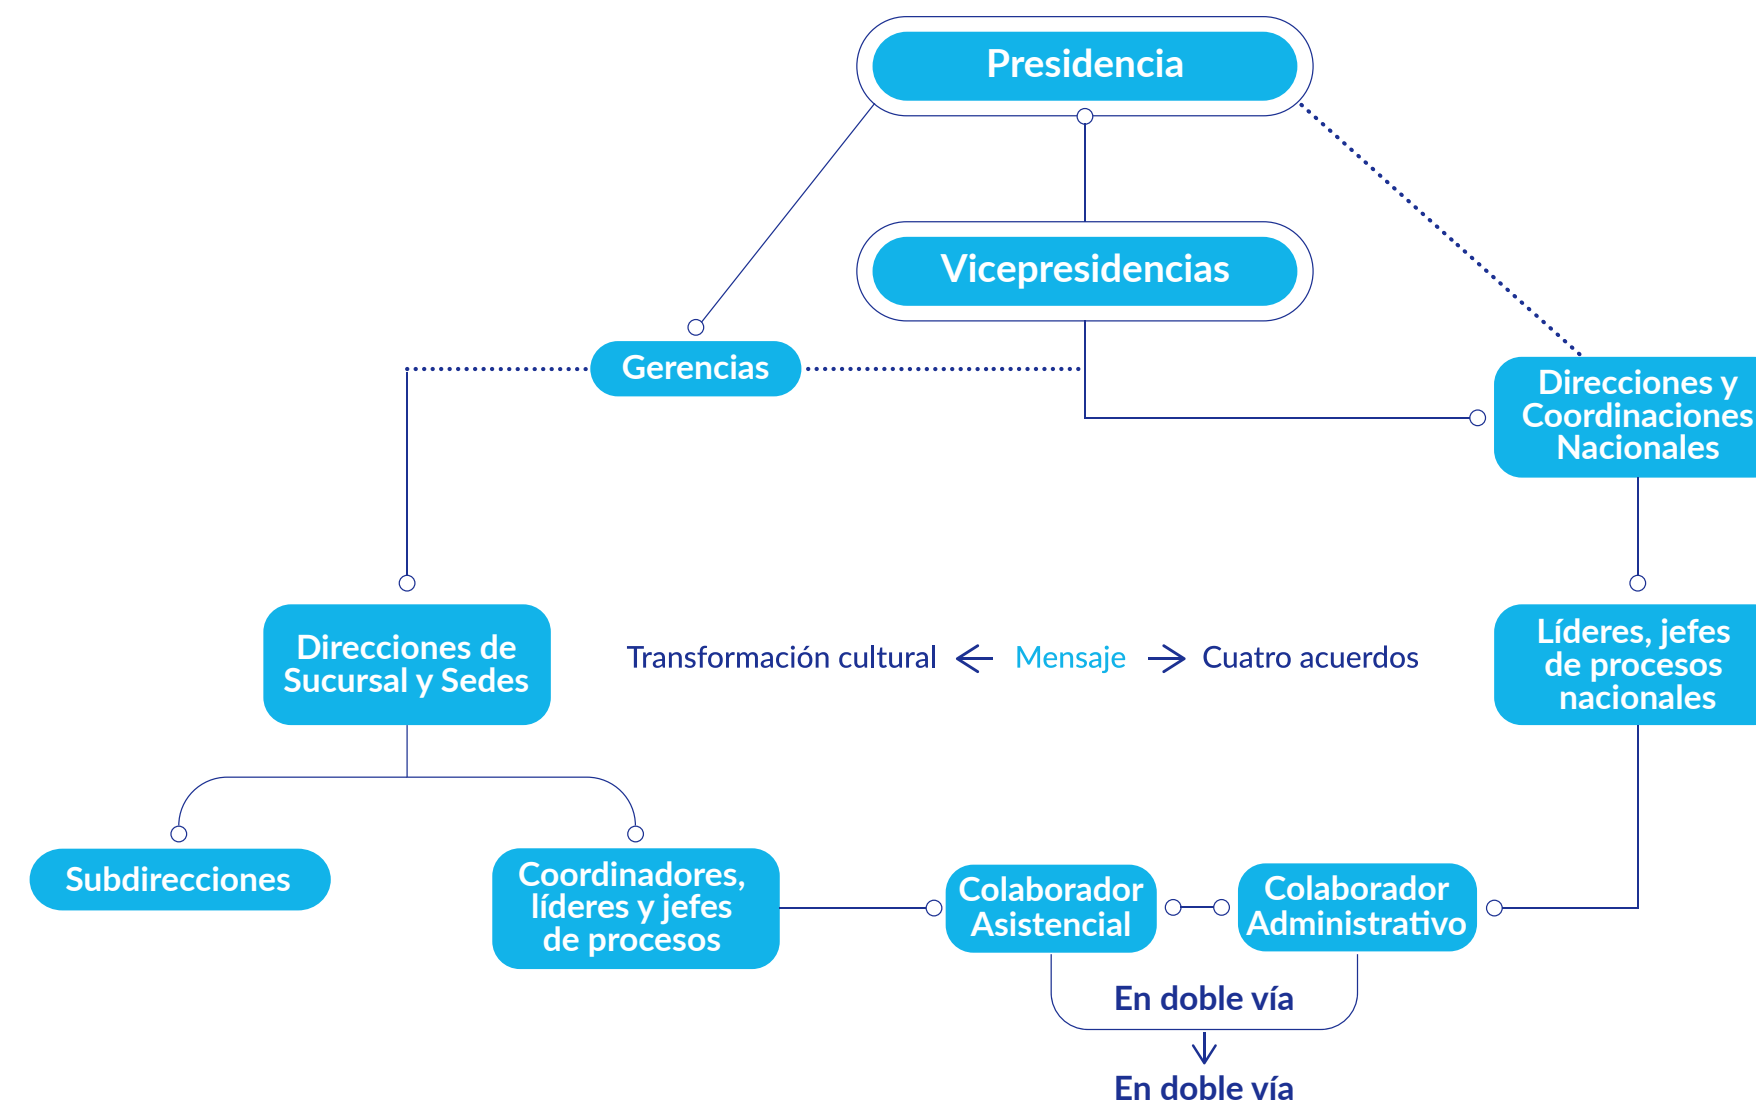 Presidencia
Vicepresidencias
Gerencias
Direcciones y
Coordinaciones
Nacionales
Direcciones de
Sucursal y Sedes
Transformación cultural
Mensaje
Cuatro acuerdos
Líderes, jefes
de procesos
nacionales
Subdirecciones
Coordinadores,
líderes y jefes
de procesos
Colaborador
Asistencial
Colaborador
Administrativo
En doble vía
En doble vía